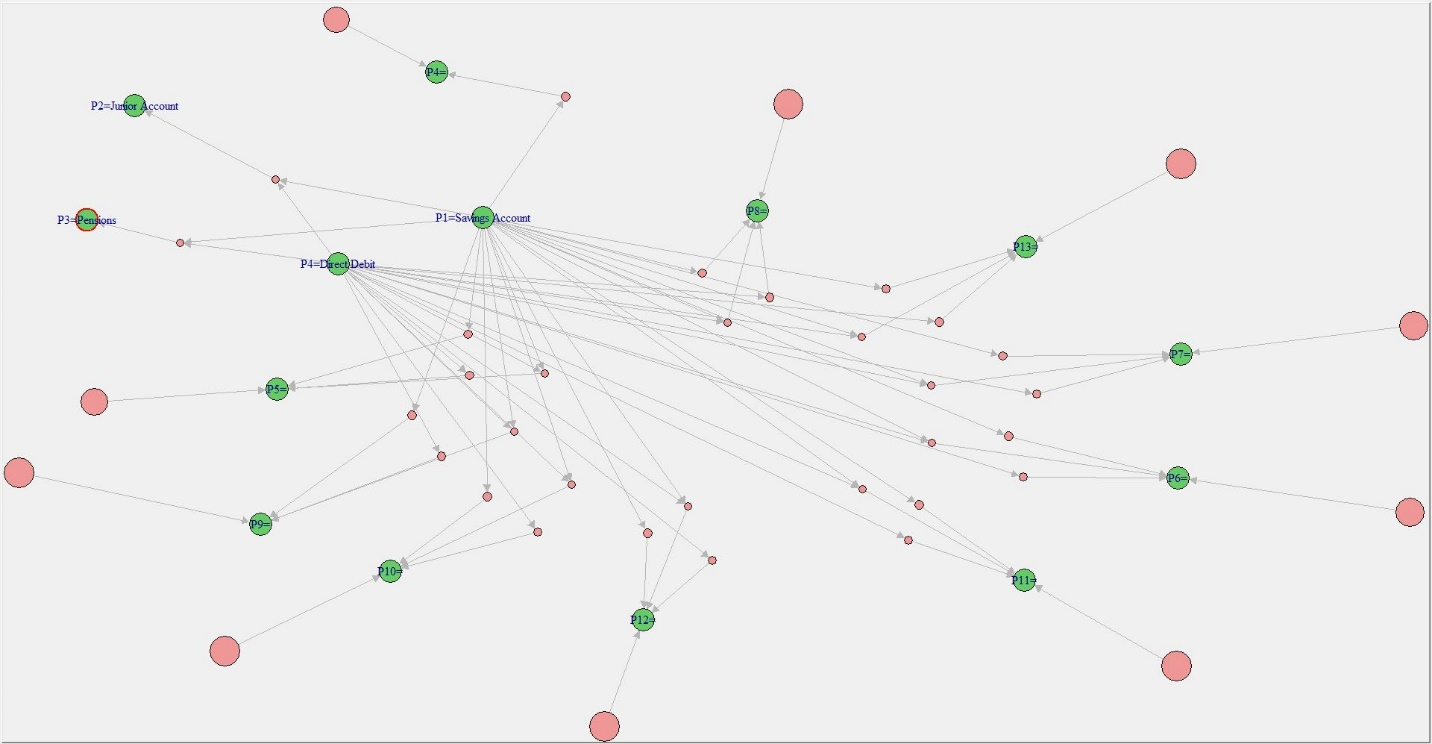 P4=
P2=Junior Account
P8=
P1=Savings Account
P3=Pensions
P13=
P4=Direct Debit
P7=
P5=
P6=
P9=
P10=
P11=
P12=